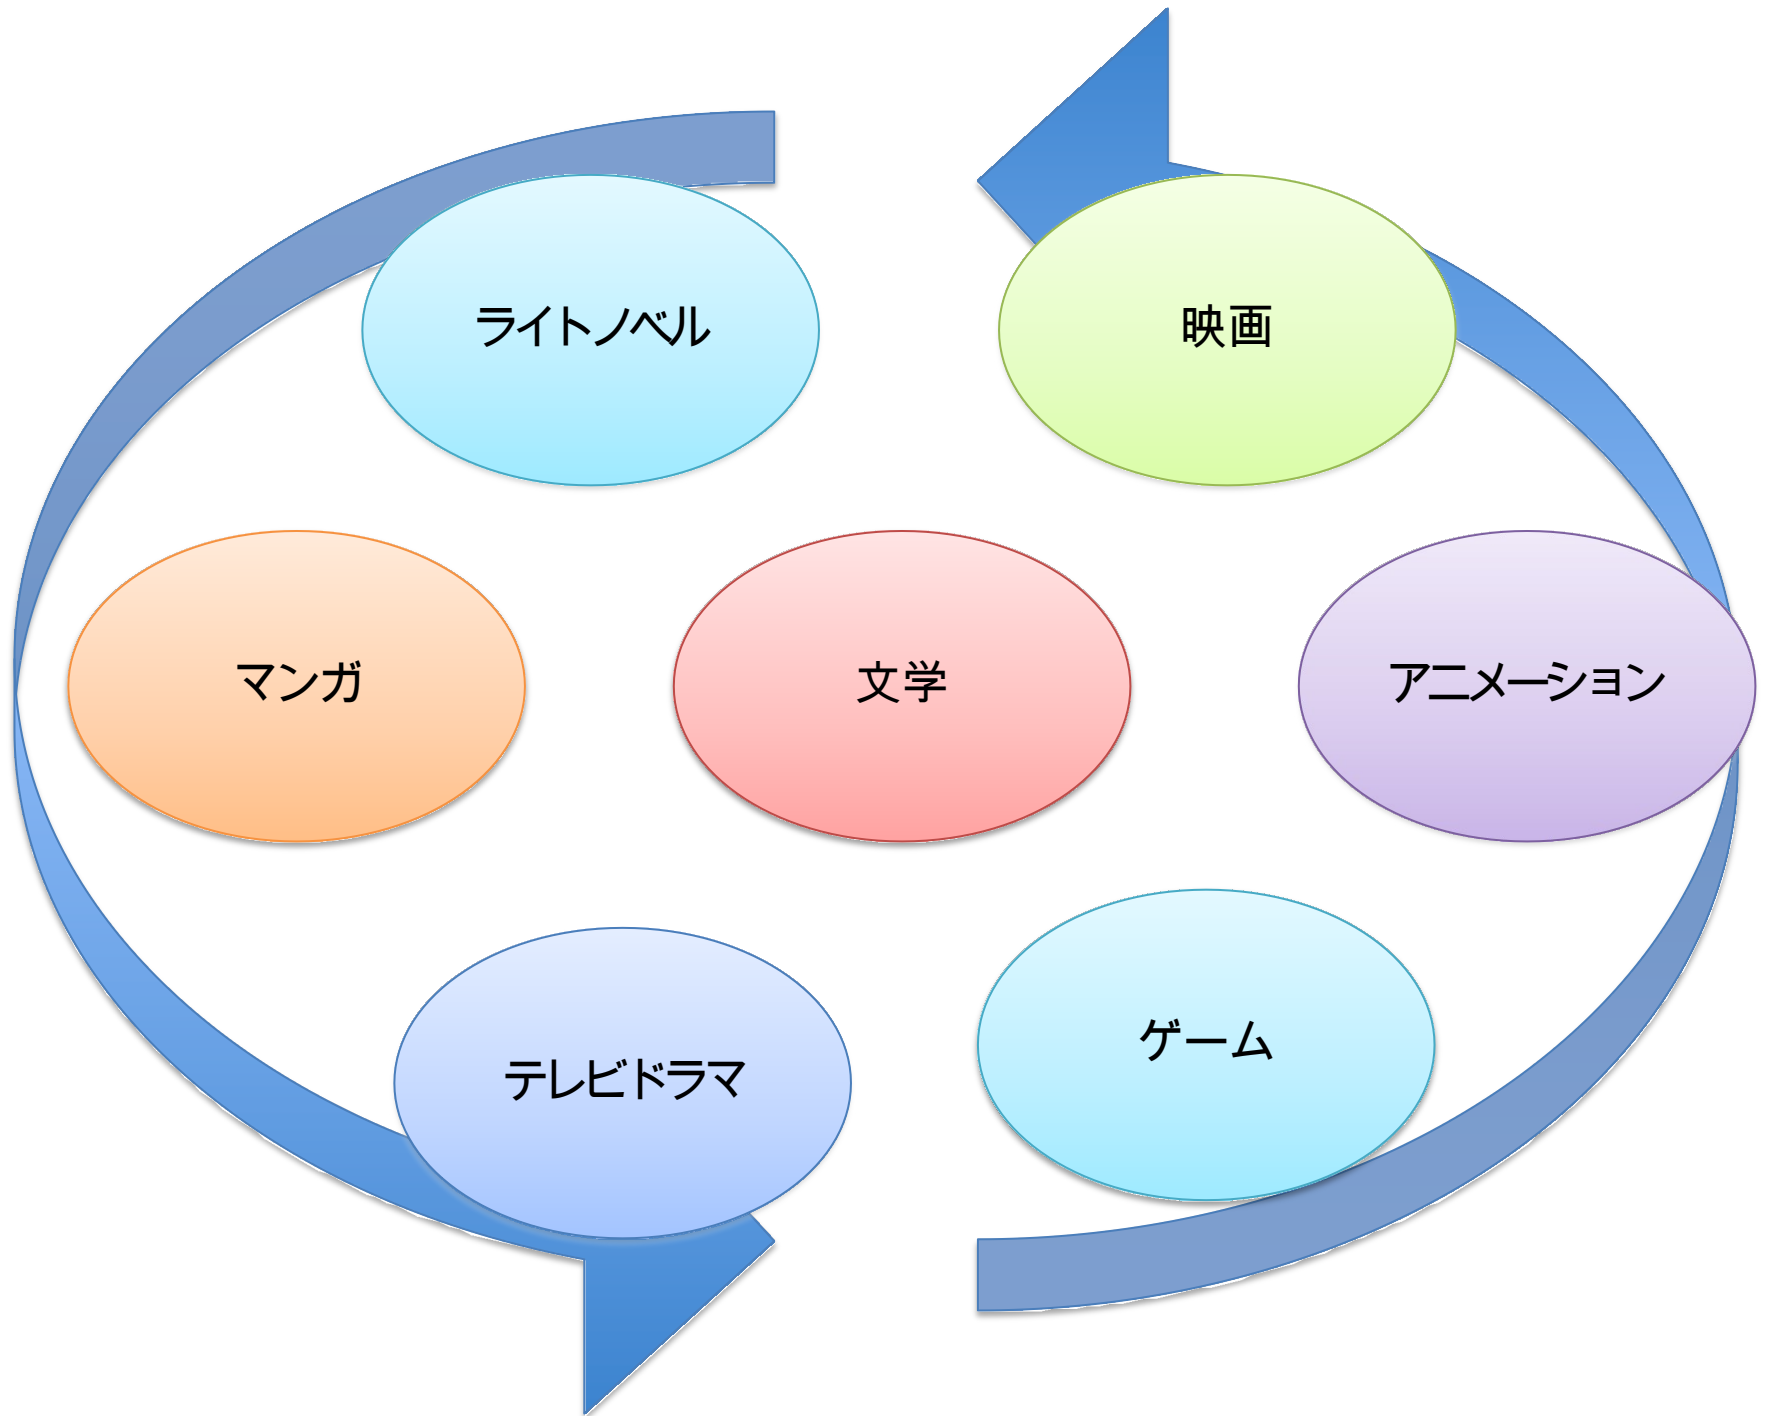 ライトノベル
映画
マンガ
文学
アニメーション
テレビドラマ
ゲーム